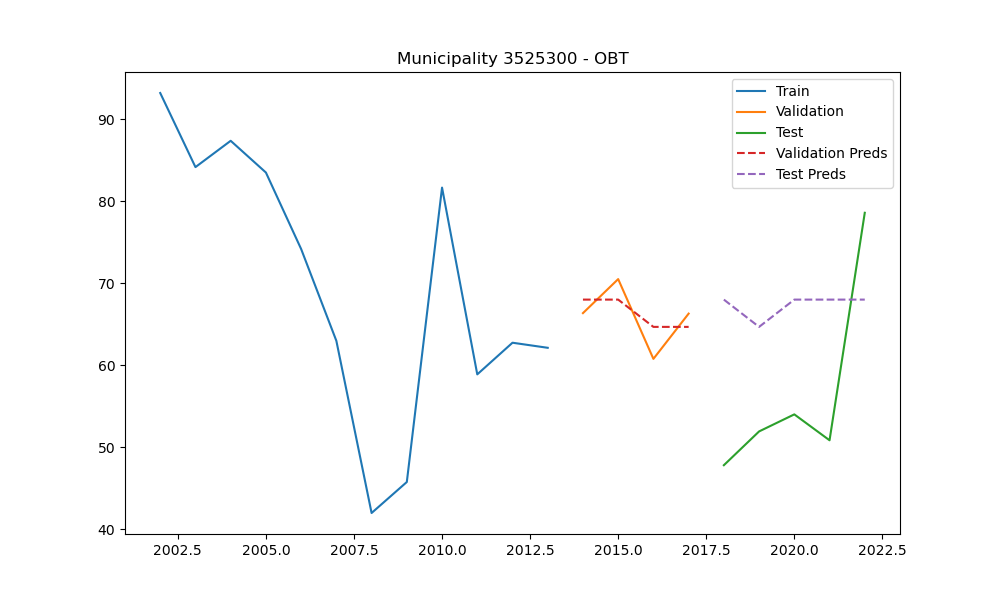 Municipality 3525300 - OBT
Train
Validation
Test
Validation Preds
Test Preds
90
80
70
60
50
40
2002.5 2005.0 2007.5 2010.0 2012.5 2015.0 2017.5 2020.0 2022.5